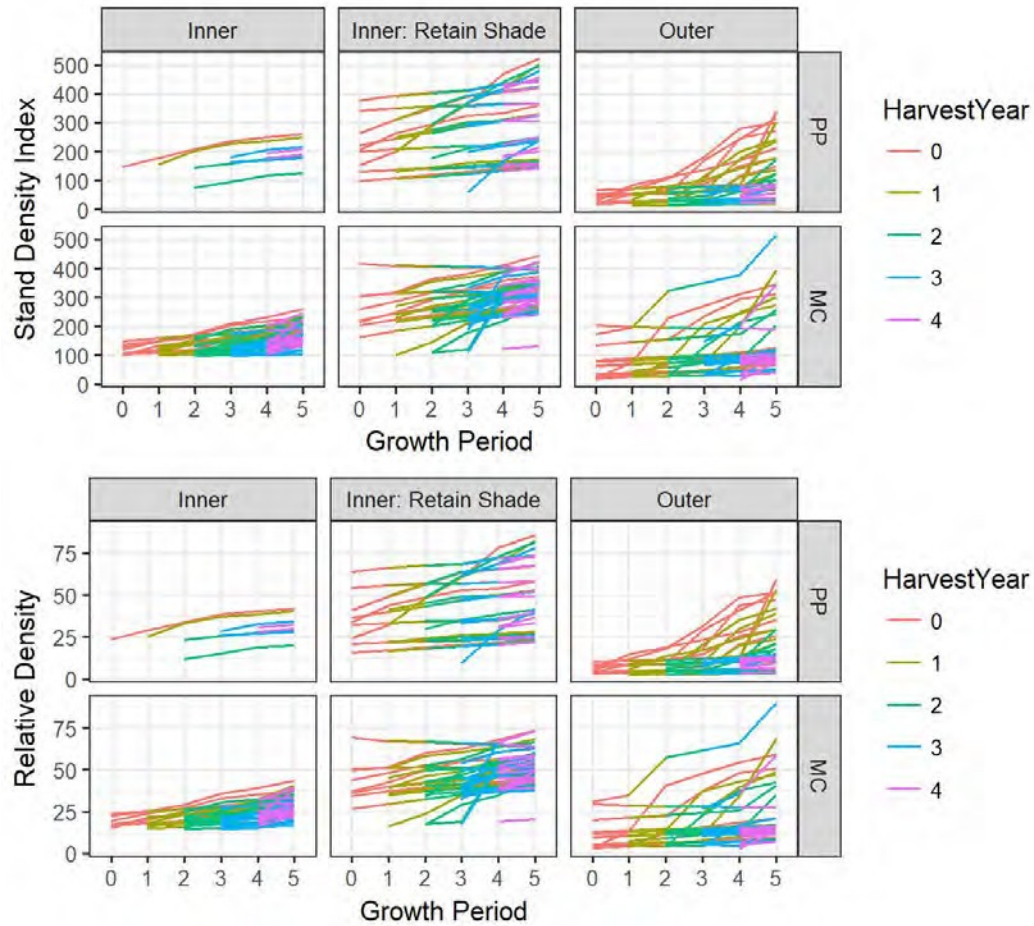 Inner
Inner: Retain Shade
Outer
Stand Density Index
500
400
300
200
100
0
PP
500
400
300
200
100
0
MC
0 1 2 3 4 5
0 1 2 3 4 5
0 1 2 3 4 5
Growth Period
HarvestYear
0
1
2
3
4
Inner
Inner: Retain Shade
Outer
Relative Density
75
50
25
0
PP
75
50
25
0
MC
0 1 2 3 4 5
0 1 2 3 4 5
0 1 2 3 4 5
Growth Period
HarvestYear
0
1
2
3
4